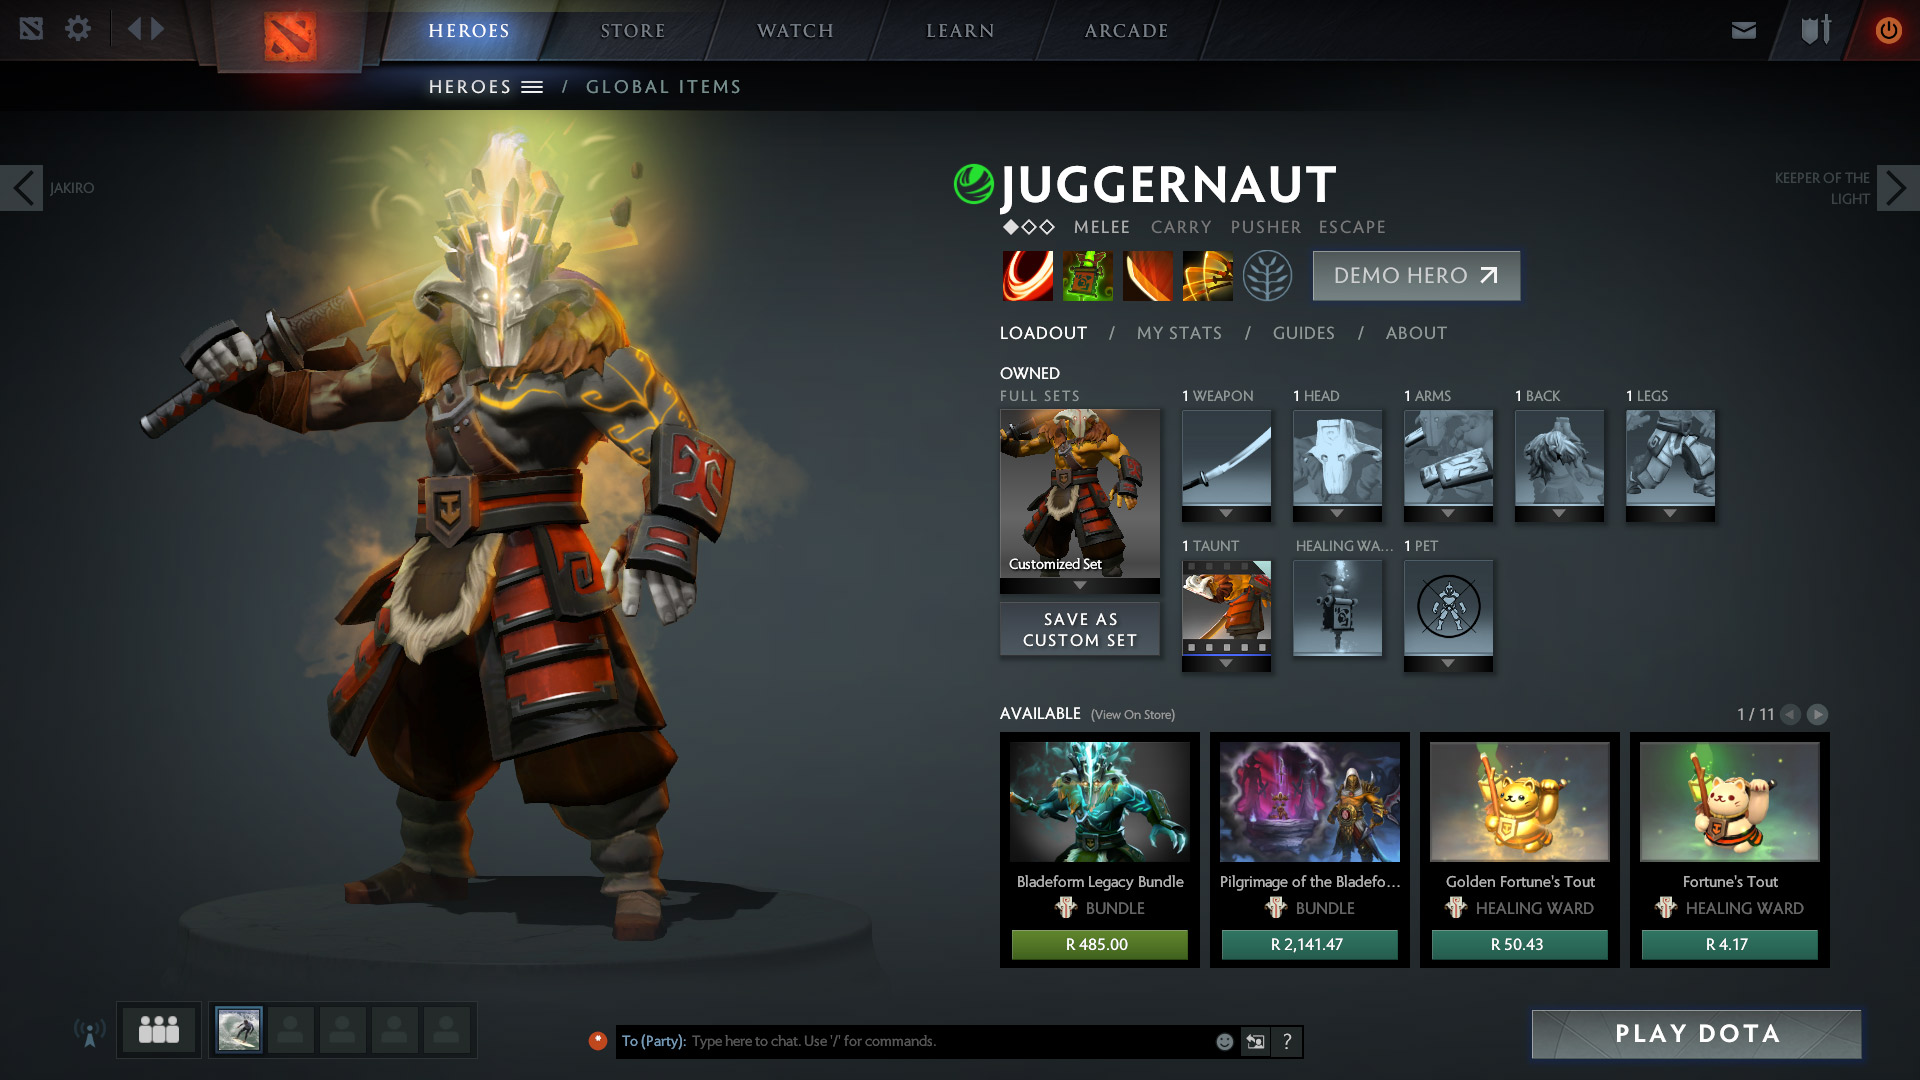 HEROES
STORE
WATCH
LEARN
ARCADE
HEROES / GLOBAL ITEMS
JAKIRO
JUGGERNAUT
KEEPER OF THE
LIGHT
MELEE CARRY PUSHER ESCAPE
DEMO HERO
LOADOUT / MY STATS / GUIDES / ABOUT
OWNED
FULL SETS
1 WEAPON
1 HEAD
1 ARMS
1 BACK
1 LEGS
Customized Set
1 TAUNT
HEALING WA...
1 PET
SAVE AS
CUSTOM SET
AVAILABLE (View On Store)
1 / 11
Bladeform Legacy Bundle
BUNDLE
R 485.00
Pilgrimage of the Bladefo...
BUNDLE
R 2,141.47
Golden Fortune's Tout
HEALING WARD
R 50.43
Fortune's Tout
HEALING WARD
R 4.17
To (Party): Type here to chat. Use '/' for commands.
?
PLAY DOTA